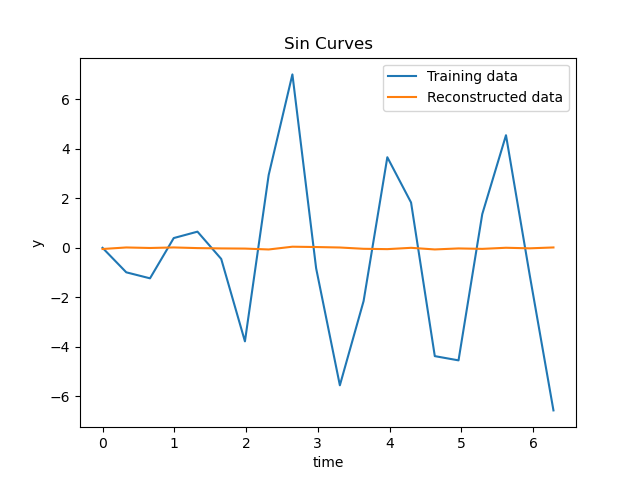 Sin Curves
Training data
Reconstructed data
6
4
2
0
−2
−4
−6
y
0 1 2 3 4 5 6
time